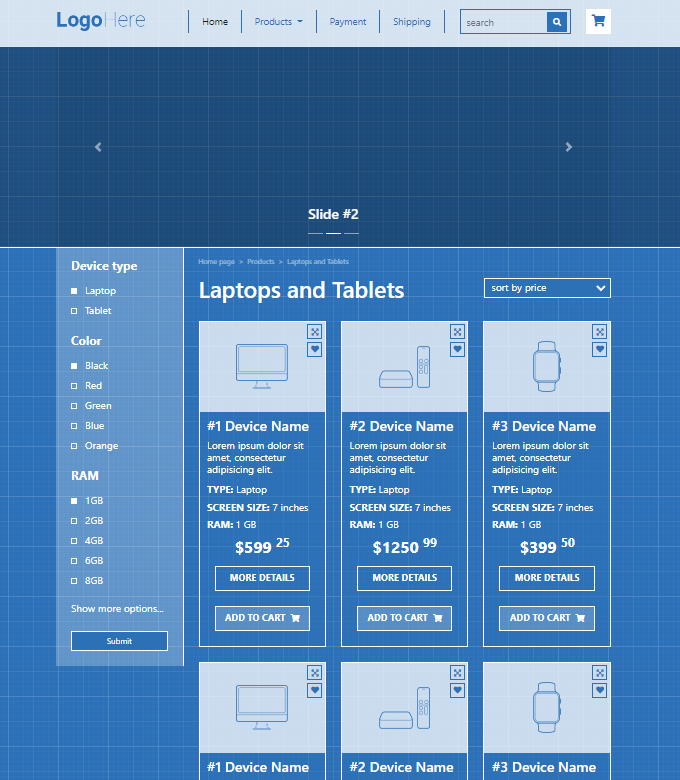 LogoHere
Home
Products
Payment
Shipping
search
Slide #2
Device type
Laptop
Tablet
Color
Black
Red
Green
Blue
Orange
RAM
1GB
2GB
4GB
6GB
8GB
Show more options...
Submit
Home page > Products > Laptops and Tablets
Laptops and Tablets
sort by price
#1 Device Name
Lorem ipsum dolor sit
amet, consectetur
adipisicing elit.
TYPE: Laptop
SCREEN SIZE: 7 inches
RAM: 1 GB
$599 25
MORE DETAILS
ADD TO CART
#2 Device Name
Lorem ipsum dolor sit
amet, consectetur
adipisicing elit.
TYPE: Laptop
SCREEN SIZE: 7 inches
RAM: 1 GB
$1250 99
MORE DETAILS
ADD TO CART
#3 Device Name
Lorem ipsum dolor sit
amet, consectetur
adipisicing elit.
TYPE: Laptop
SCREEN SIZE: 7 inches
RAM: 1 GB
$399 50
MORE DETAILS
ADD TO CART
#1 Device Name
#2 Device Name
#3 Device Name